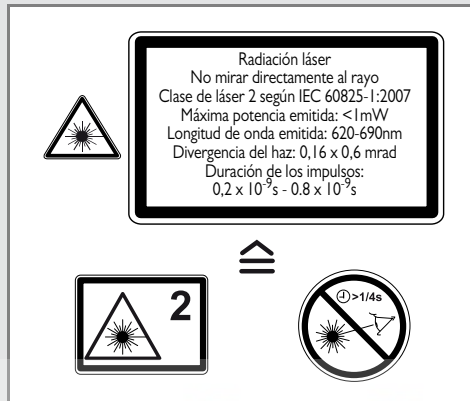 Radiación láser
No mirar directamente al rayo
Clase de láser 2 según IEC 60825-1:2007
Máxima potencia emitida: <1mW
Longitud de onda emitida: 620-690nm
Divergencia del haz: 0,16 x 0,6 mrad
Duración de los impulsos:
0,2 x 10⁻⁹s - 0.8 x 10⁻⁹s
2
>1/4s